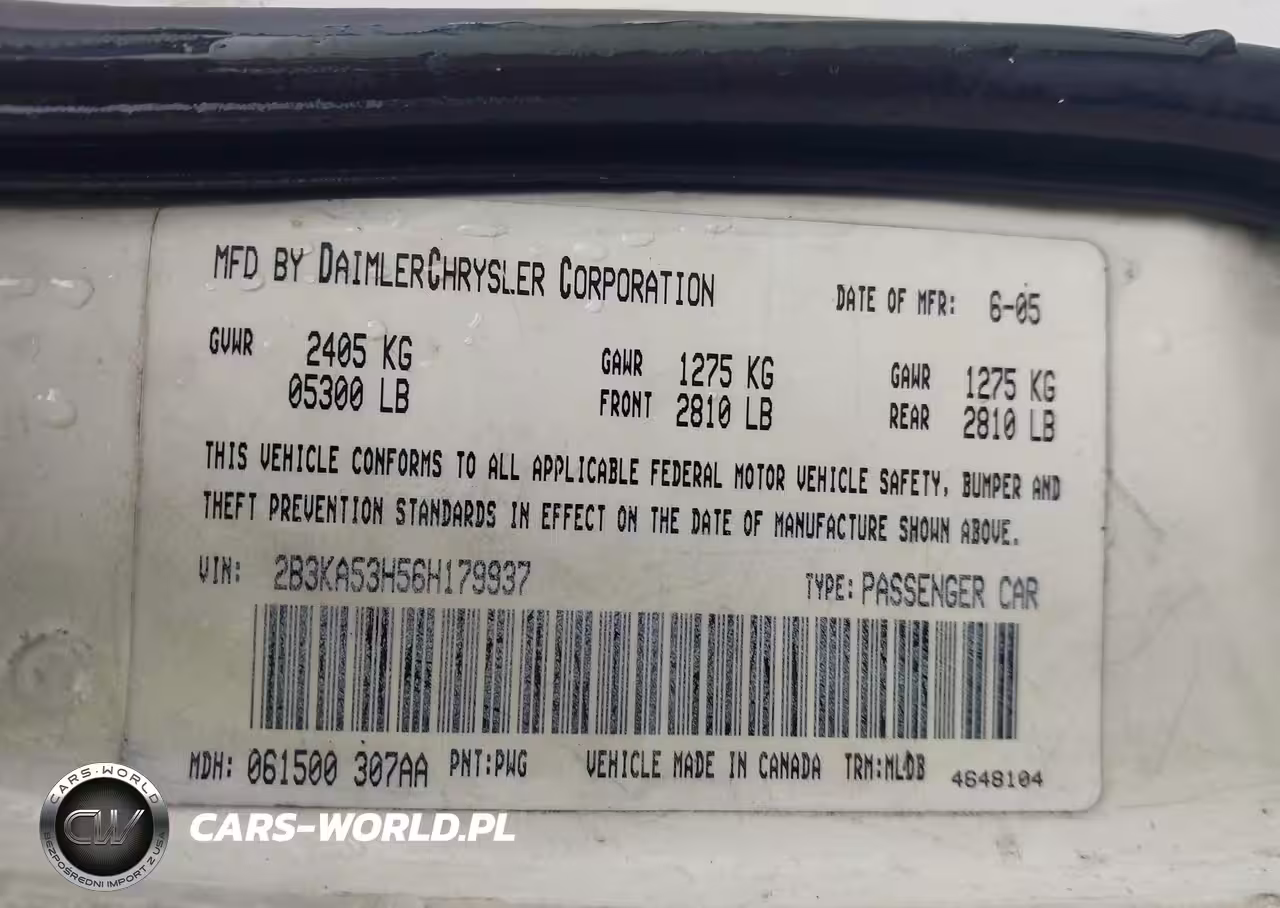 MFD BY DAIMLERCHRYSLER CORPORATION
DATE OF MFR: 6-05
GVWR 2405 KG
05300 LB
GAWR 1275 KG
FRONT 2810 LB
GAWR 1275 KG
REAR 2810 LB
THIS VEHICLE CONFORMS TO ALL APPLICABLE FEDERAL MOTOR VEHICLE SAFETY, BUMPER AND
THEFT PREVENTION STANDARDS IN EFFECT ON THE DATE OF MANUFACTURE SHOWN ABOVE.
VIN: 2B3KA53H56H179937
TYPE: PASSENGER CAR
MDH: 061500 307AA PNT:PWG VEHICLE MADE IN CANADA TRM:MLDB 4648104
CARS-WORLD
CW
BEZPOŚREDNI IMPORT Z USA
CARS-WORLD.PL